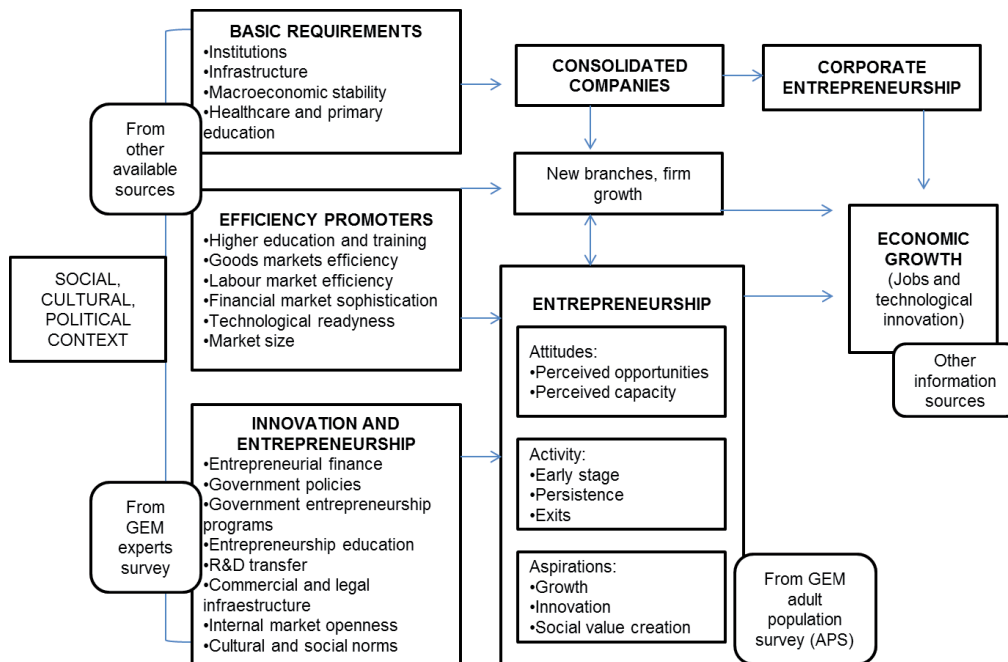 BASIC REQUIREMENTS
•Institutions
•Infrastructure
•Macroeconomic stability
•Healthcare and primary
education
From
other
available
sources
EFFICIENCY PROMOTERS
•Higher education and training
•Goods markets efficiency
•Labour market efficiency
•Financial market sophistication
•Technological readyness
•Market size
SOCIAL,
CULTURAL,
POLITICAL
CONTEXT
INNOVATION AND
ENTREPRENEURSHIP
•Entrepreneurial finance
•Government policies
•Government entrepreneurship
programs
•Entrepreneurship education
•R&D transfer
•Commercial and legal
infraestructure
•Internal market openness
•Cultural and social norms
From
GEM
experts
survey
CONSOLIDATED
COMPANIES
CORPORATE
ENTREPRENEURSHIP
New branches, firm
growth
ENTREPRENEURSHIP
Attitudes:
•Perceived opportunities
•Perceived capacity
Activity:
•Early stage
•Persistence
•Exits
Aspirations:
•Growth
•Innovation
•Social value creation
From GEM
adult
population
survey (APS)
ECONOMIC
GROWTH
(Jobs and
technological
innovation)
Other
information
sources